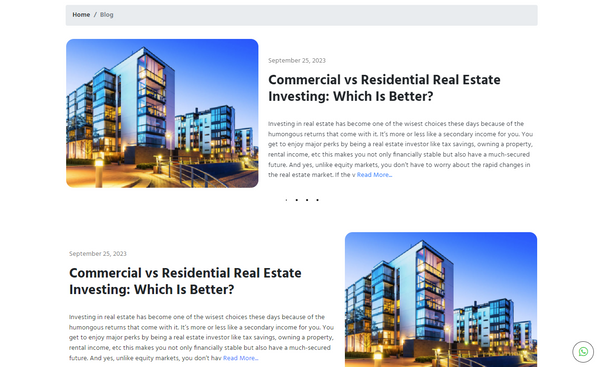 Home / Blog
September 25, 2023
Commercial vs Residential Real Estate
Investing: Which Is Better?
Investing in real estate has become one of the wisest choices these days because of the
humongous returns that come with it. It's more or less like a secondary income for you. You
get to enjoy major perks by being a real estate investor like tax savings, owning a property,
rental income, etc this makes you not only financially stable but also have a much-secured
future. And yes, unlike equity markets, you don't have to worry about the rapid changes in
the real estate market. If the v Read More...
September 25, 2023
Commercial vs Residential Real Estate
Investing: Which Is Better?
Investing in real estate has become one of the wisest choices these days because of the
humongous returns that come with it. It's more or less like a secondary income for you. You
get to enjoy major perks by being a real estate investor like tax savings, owning a property,
rental income, etc this makes you not only financially stable but also have a much-secured
future. And yes, unlike equity markets, you don't hav Read More...